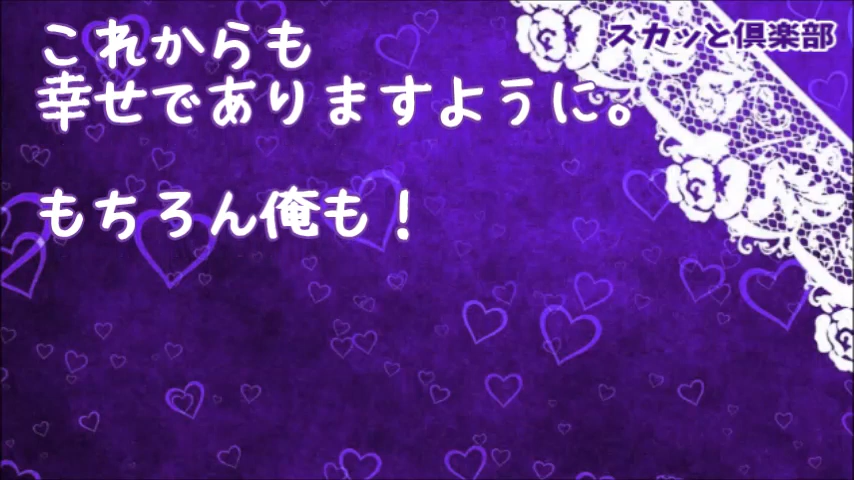 スカッと倶楽部
これからも
幸せでありますように。
もちろん俺も！